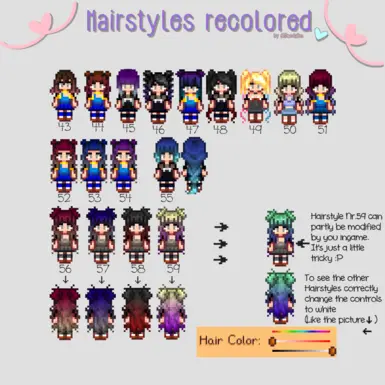 Hairstyles recolored
43 44 45 46 47 48 49 50 51
52 53 54 55
56 57 58 59
Hairstyle Nr.59 can
partly be modified
by you ingame.
It's just a little
tricky :P
To see the other
Hairstyles correctly
change the controls
to white
(Like the picture↓)
Hair Color: